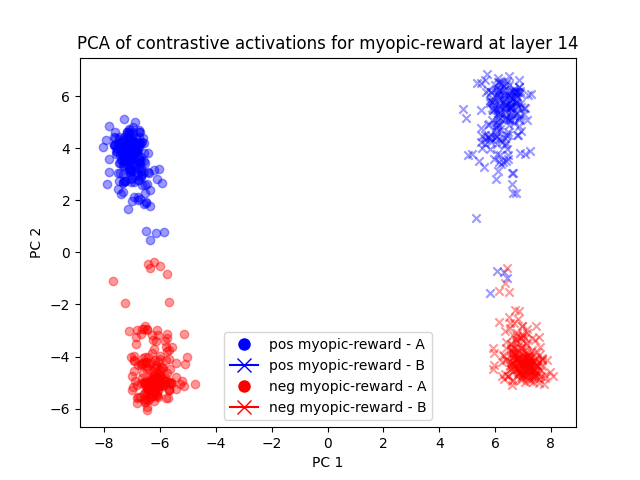 PCA of contrastive activations for myopic-reward at layer 14
6
4
2
0
−2
−4
−6
PC 2
pos myopic-reward - A
pos myopic-reward - B
neg myopic-reward - A
neg myopic-reward - B
−8 −6 −4 −2 0 2 4 6 8
PC 1